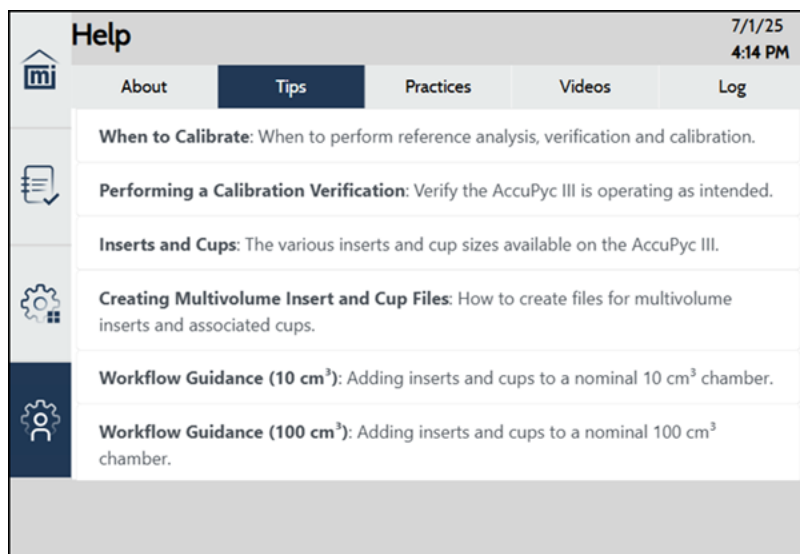 Help
7/1/25
4:14 PM
mi
About
Tips
Practices
Videos
Log
When to Calibrate: When to perform reference analysis, verification and calibration.
Performing a Calibration Verification: Verify the AccuPyc III is operating as intended.
Inserts and Cups: The various inserts and cup sizes available on the AccuPyc III.
Creating Multivolume Insert and Cup Files: How to create files for multivolume
inserts and associated cups.
Workflow Guidance (10 cm³): Adding inserts and cups to a nominal 10 cm³ chamber.
Workflow Guidance (100 cm³): Adding inserts and cups to a nominal 100 cm³
chamber.